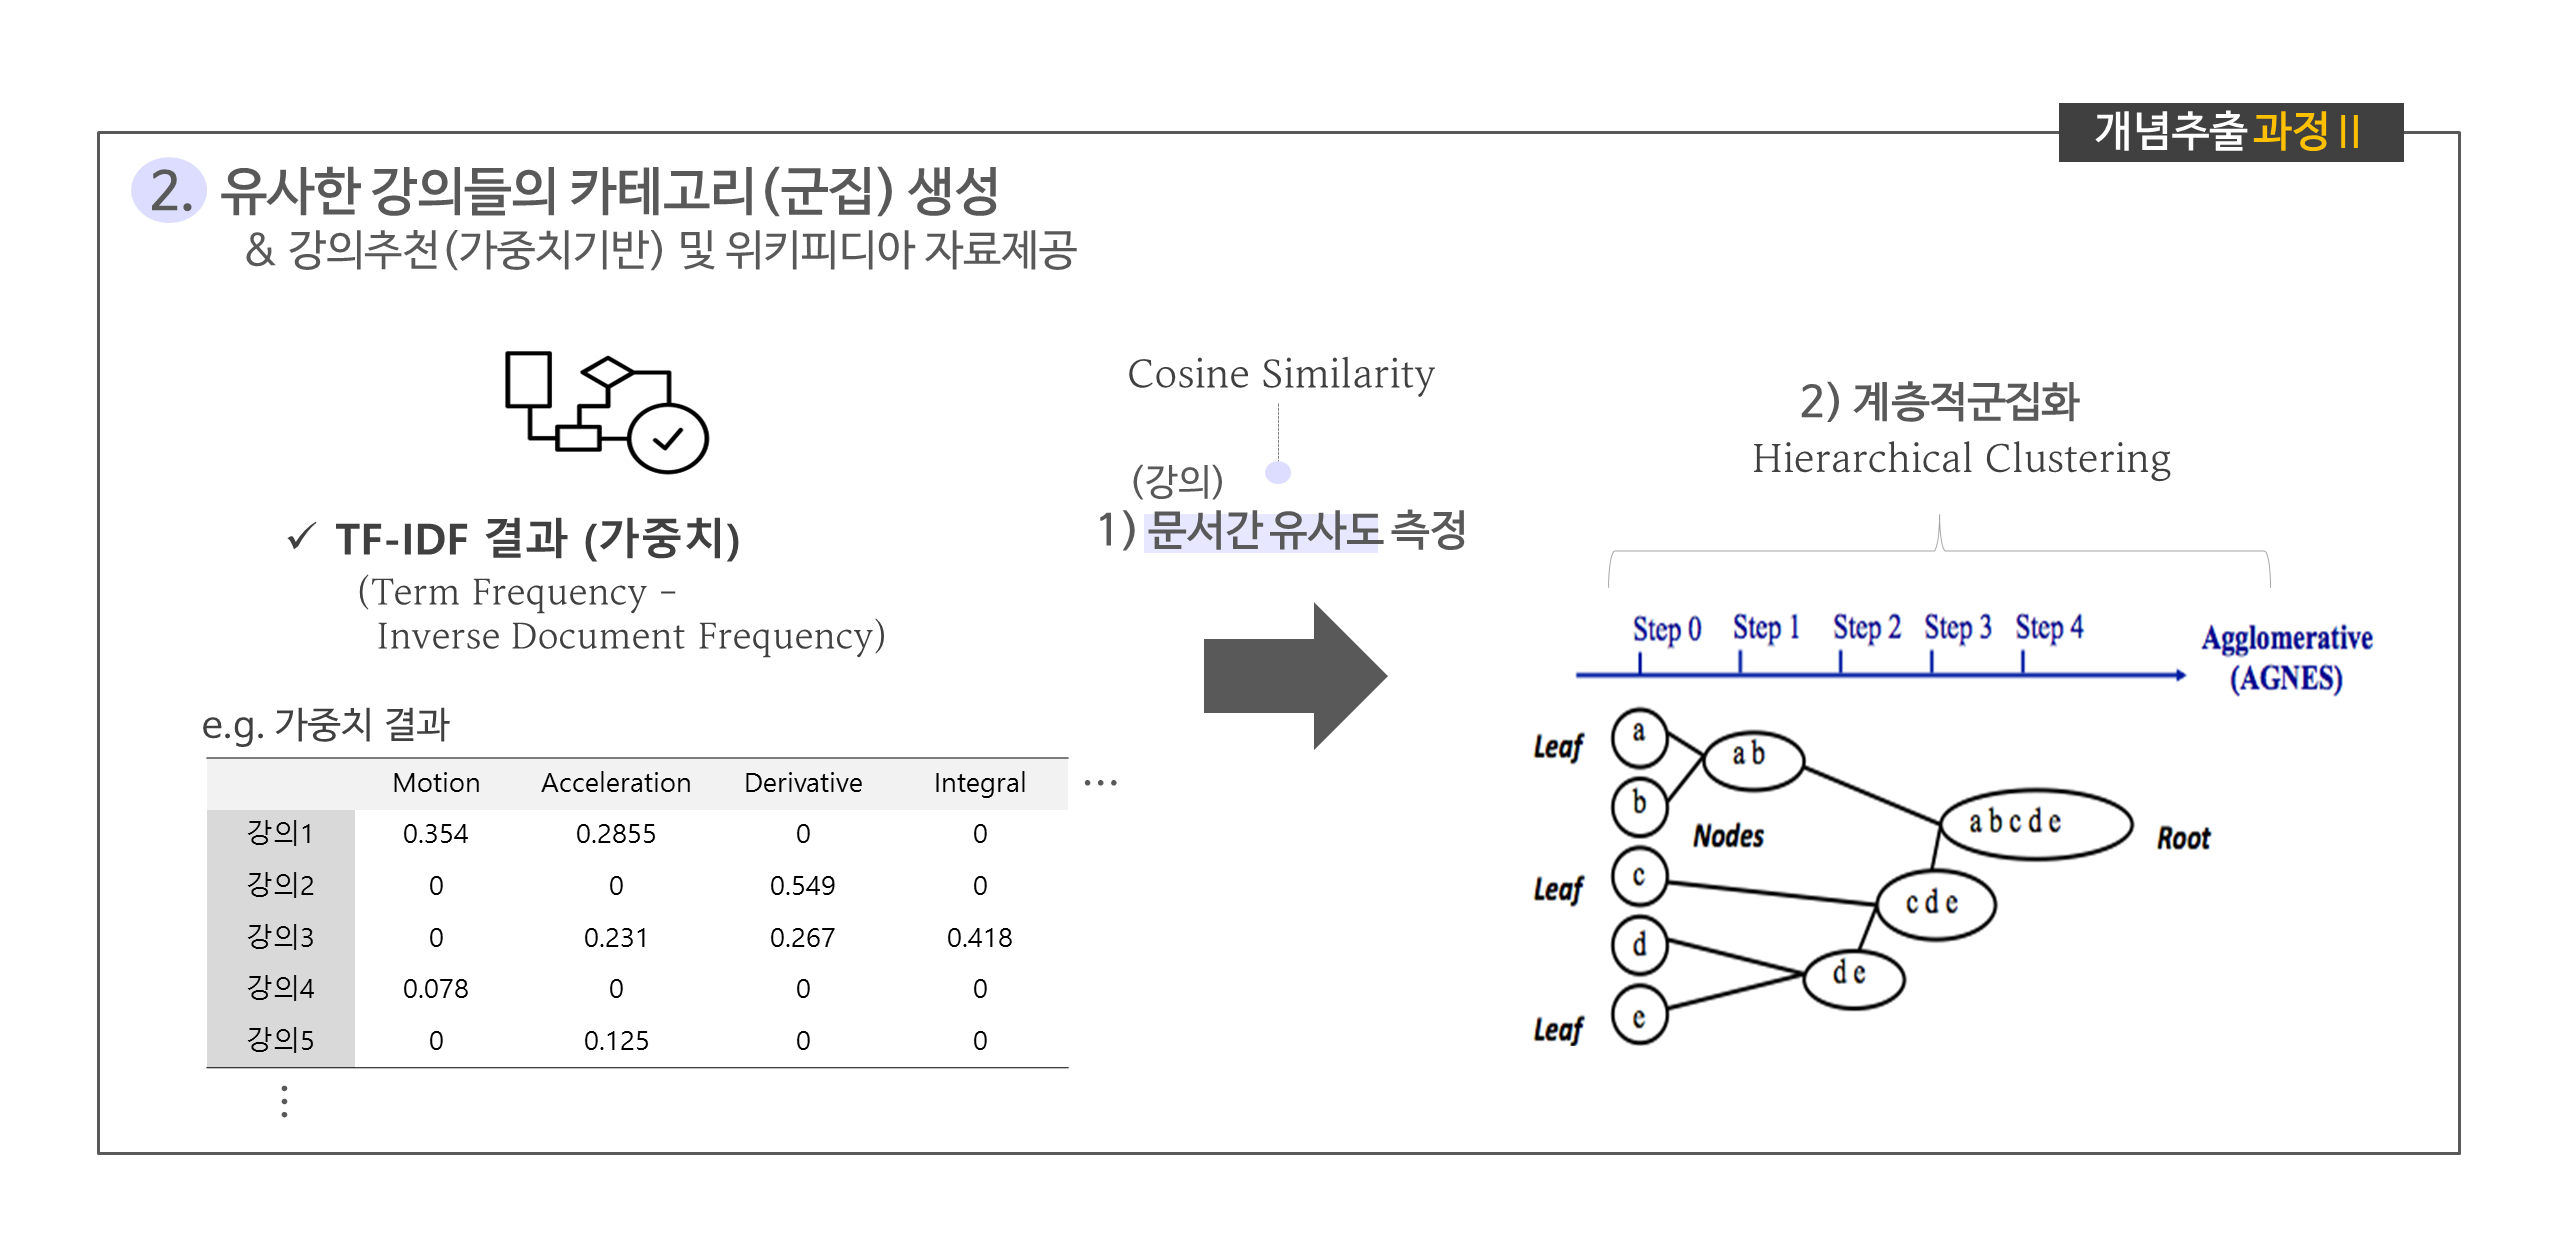 개념추출 과정 II
2. 유사한 강의들의 카테고리(군집) 생성
& 강의추천(가중치기반) 및 위키피디아 자료제공
✓ TF-IDF 결과 (가중치)
(Term Frequency –
Inverse Document Frequency)
e.g. 가중치 결과
Motion Acceleration Derivative Integral ···
강의1 0.354 0.2855 0 0
강의2 0 0 0.549 0
강의3 0 0.231 0.267 0.418
강의4 0.078 0 0 0
강의5 0 0.125 0 0
⋮
Cosine Similarity
(강의)
1) 문서간 유사도 측정
2) 계층적군집화
Hierarchical Clustering
Step 0 Step 1 Step 2 Step 3 Step 4
Agglomerative
(AGNES)
Leaf a
a b
b
Nodes
a b c d e
Root
Leaf c
c d e
d
d e
Leaf e